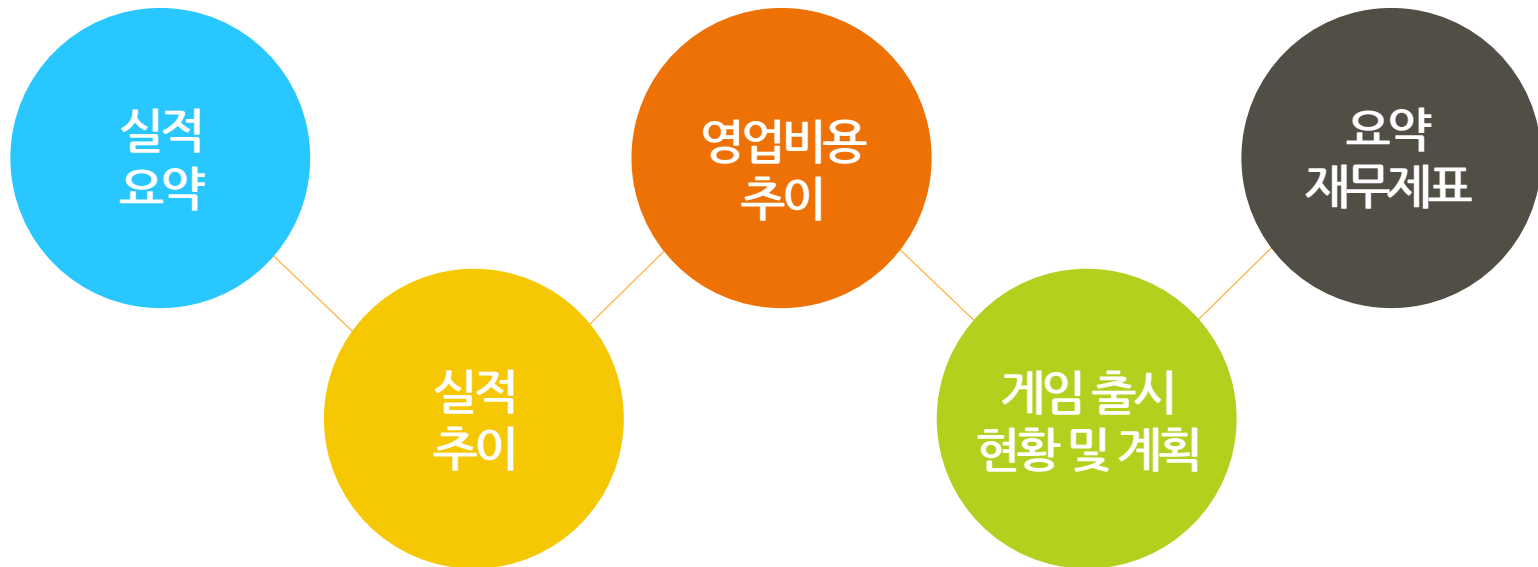 실적
요약
실적
추이
영업비용
추이
게임 출시
현황 및 계획
요약
재무제표